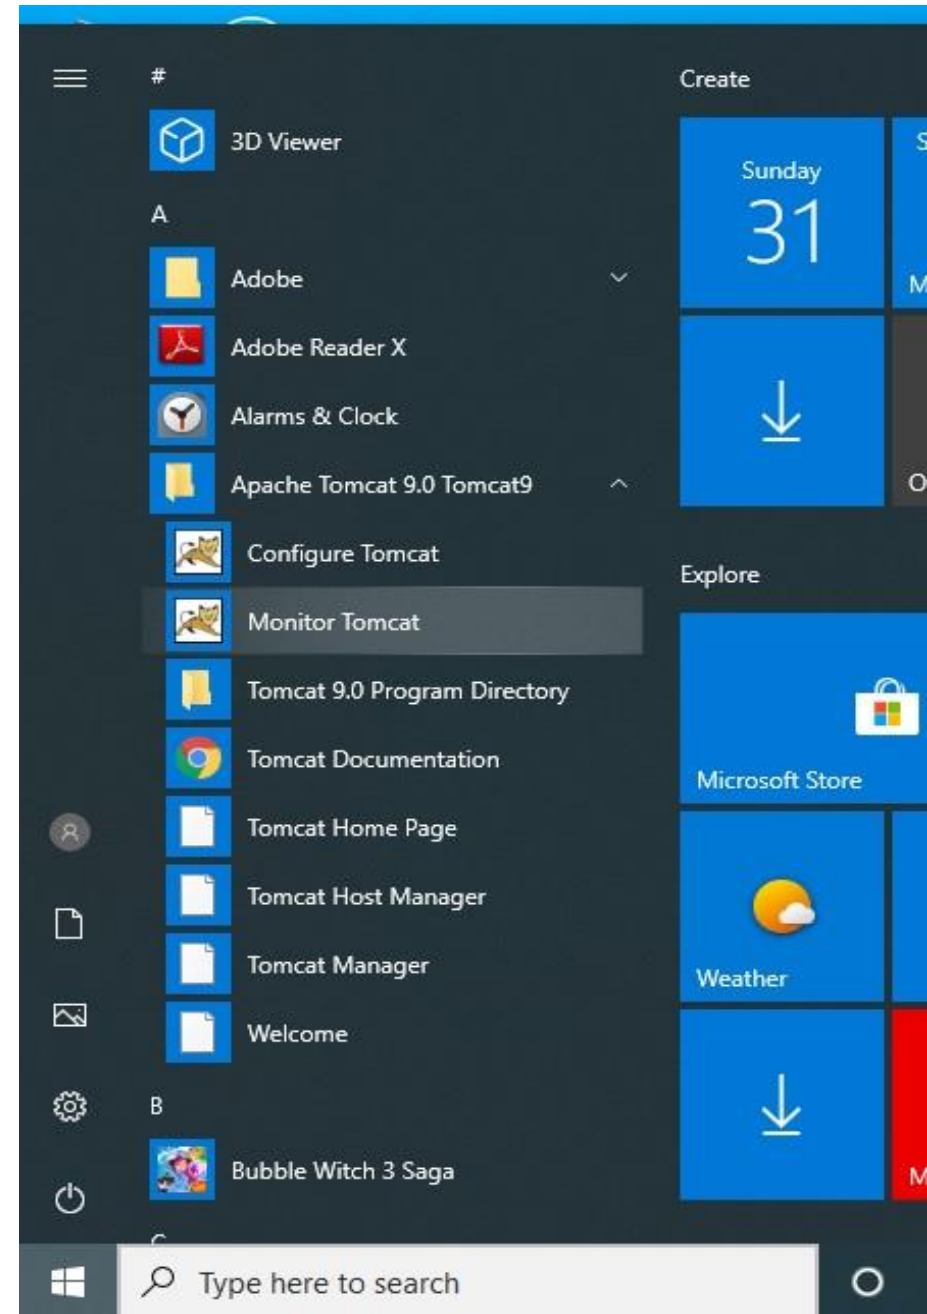 #
3D Viewer
A
Adobe
Adobe Reader X
Alarms & Clock
Apache Tomcat 9.0 Tomcat9
Configure Tomcat
Monitor Tomcat
Tomcat 9.0 Program Directory
Tomcat Documentation
Tomcat Home Page
Tomcat Host Manager
Tomcat Manager
Welcome
B
Bubble Witch 3 Saga
Create
Sunday
31
Explore
Microsoft Store
Weather
Type here to search